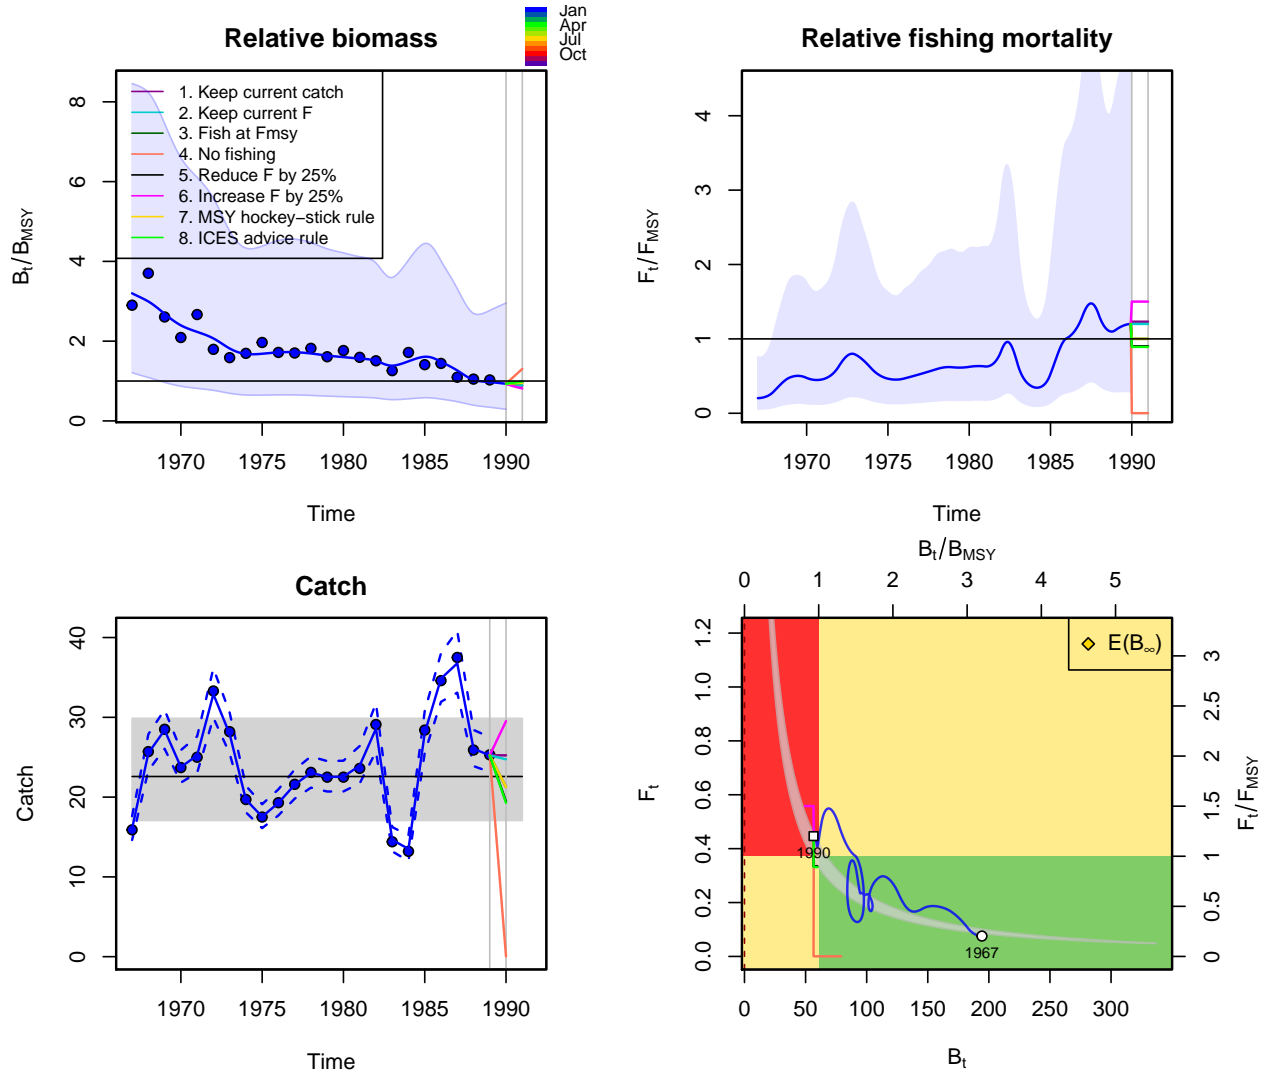 Relative biomass
Jan
Apr
Jul
Oct
1. Keep current catch
2. Keep current F
3. Fish at Fmsy
4. No fishing
5. Reduce F by 25%
6. Increase F by 25%
7. MSY hockey−stick rule
8. ICES advice rule
Bt/BMSY
0
2
4
6
8
1970 1975 1980 1985 1990
Time
Relative fishing mortality
Ft/FMSY
0
1
2
3
4
1970 1975 1980 1985 1990
Time
Catch
Catch
0
10
20
30
40
1970 1975 1980 1985 1990
Time
Bt/BMSY
0 1 2 3 4 5
E(B∞)
Ft
0.0
0.2
0.4
0.6
0.8
1.0
1.2
1990
1967
Ft/FMSY
0
0.5
1
1.5
2
2.5
3
0 50 100 150 200 250 300
Bt